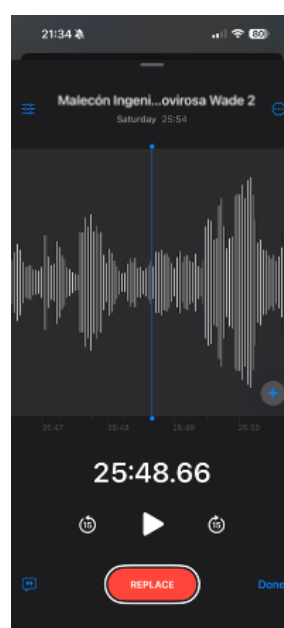 21:34
80
Malecón Ingeni...ovirosa Wade 2
Saturday 25:54
25:47 25:48 25:49 25:50
25:48.66
15 15
REPLACE
Done